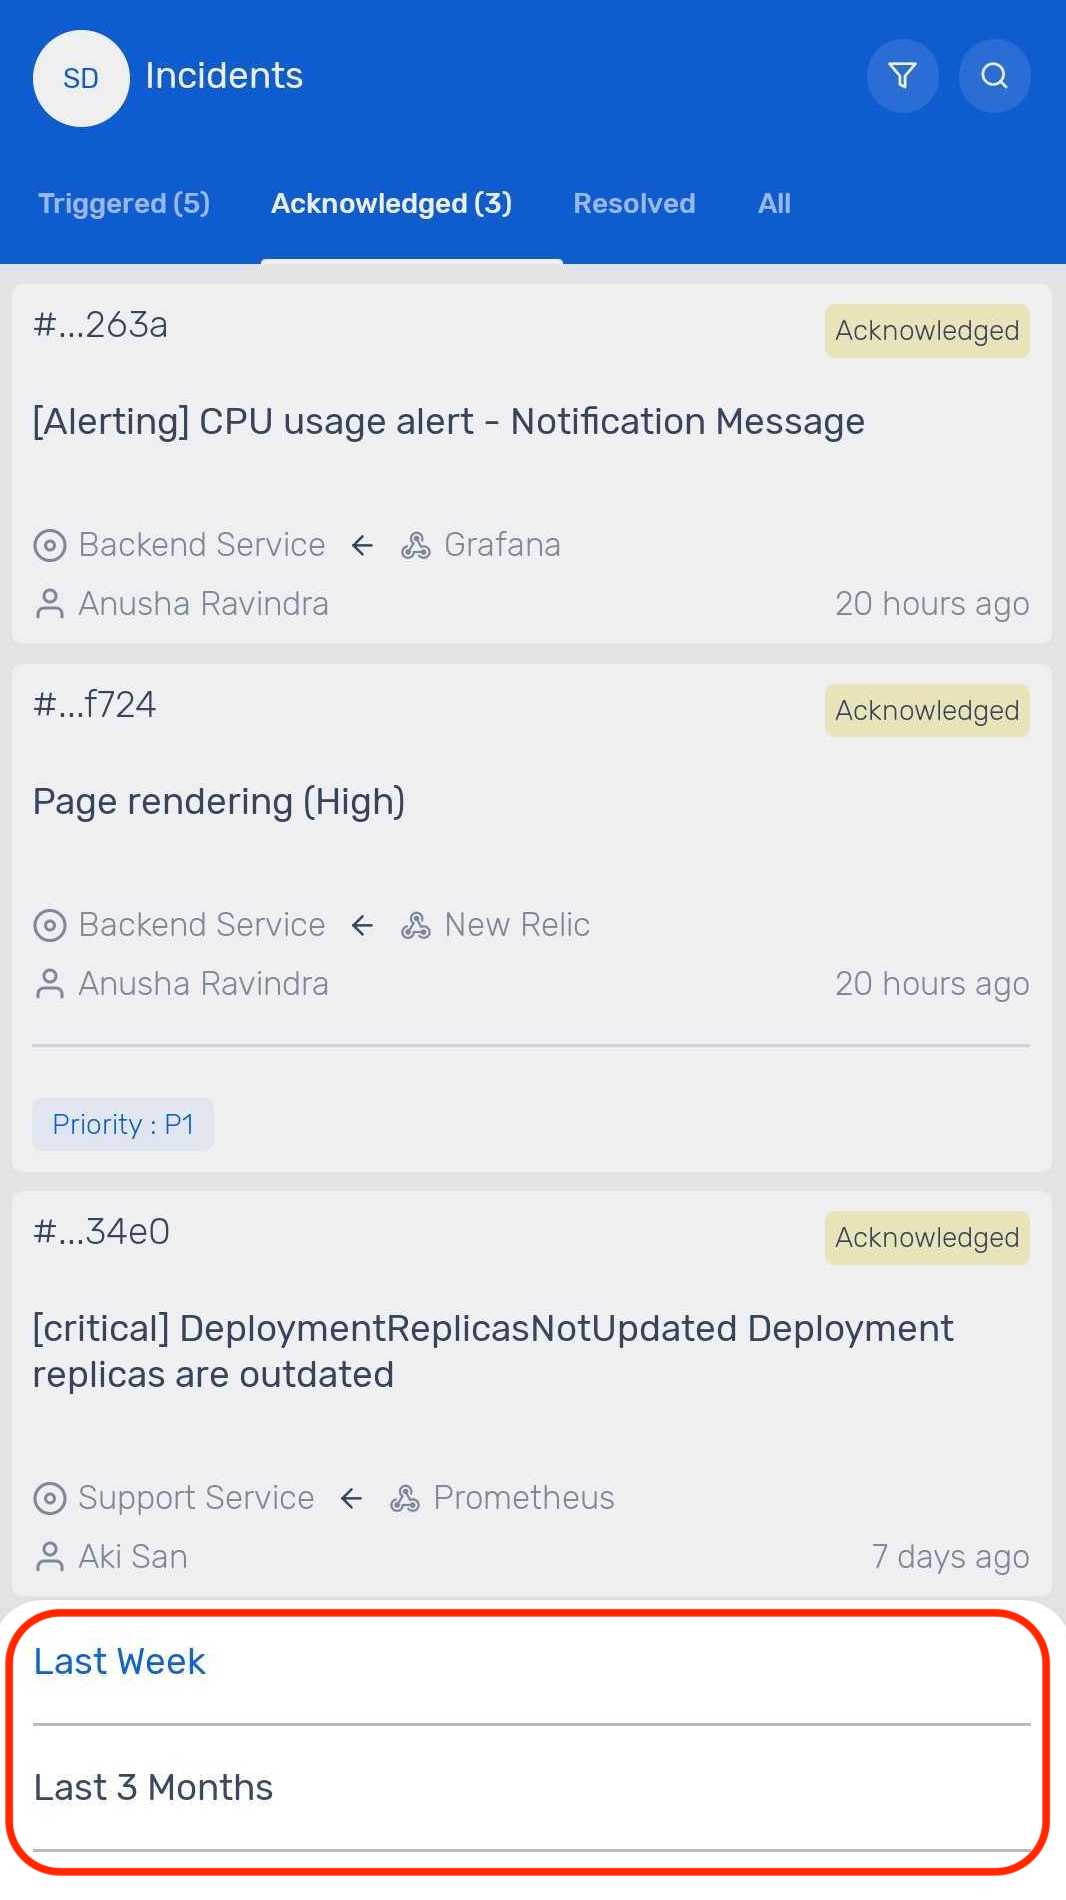 SD Incidents
Triggered (5) Acknowledged (3) Resolved All
#...263a Acknowledged
[Alerting] CPU usage alert - Notification Message
Backend Service ← Grafana
Anusha Ravindra 20 hours ago
#...f724 Acknowledged
Page rendering (High)
Backend Service ← New Relic
Anusha Ravindra 20 hours ago
Priority : P1
#...34e0 Acknowledged
[critical] DeploymentReplicasNotUpdated Deployment
replicas are outdated
Support Service ← Prometheus
Aki San 7 days ago
Last Week
Last 3 Months